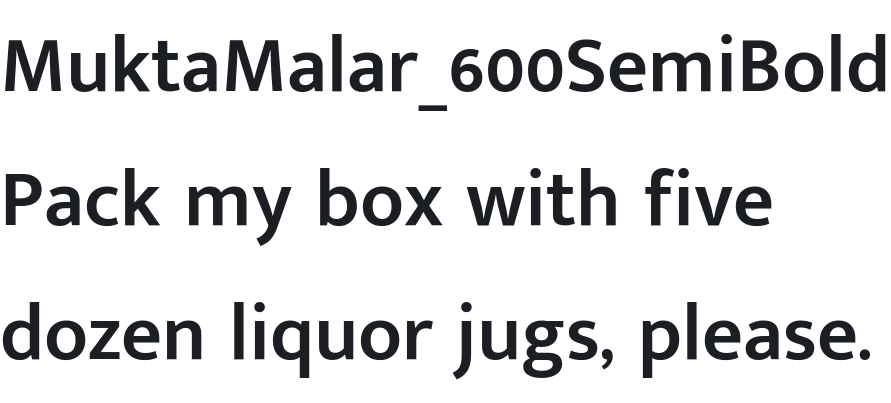 MuktaMalar_600SemiBold
Pack my box with five
dozen liquor jugs, please.